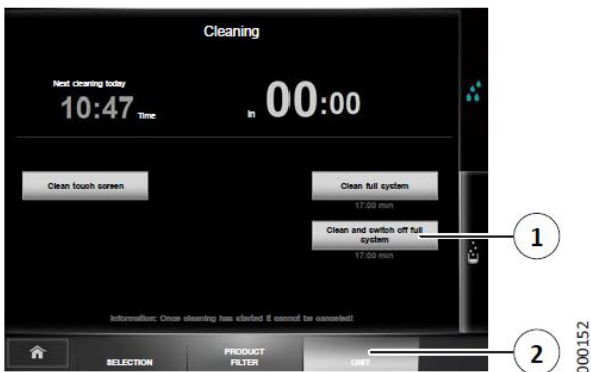 Cleaning
Next cleaning today
10:47 Time
in 00:00
Clean touch screen
Clean full system
17:00 min
Clean and switch off full
system
17:00 min
1
Information: Once cleaning has started it cannot be canceled!
SELECTION
PRODUCT
FILTER
UNIT
2
000152